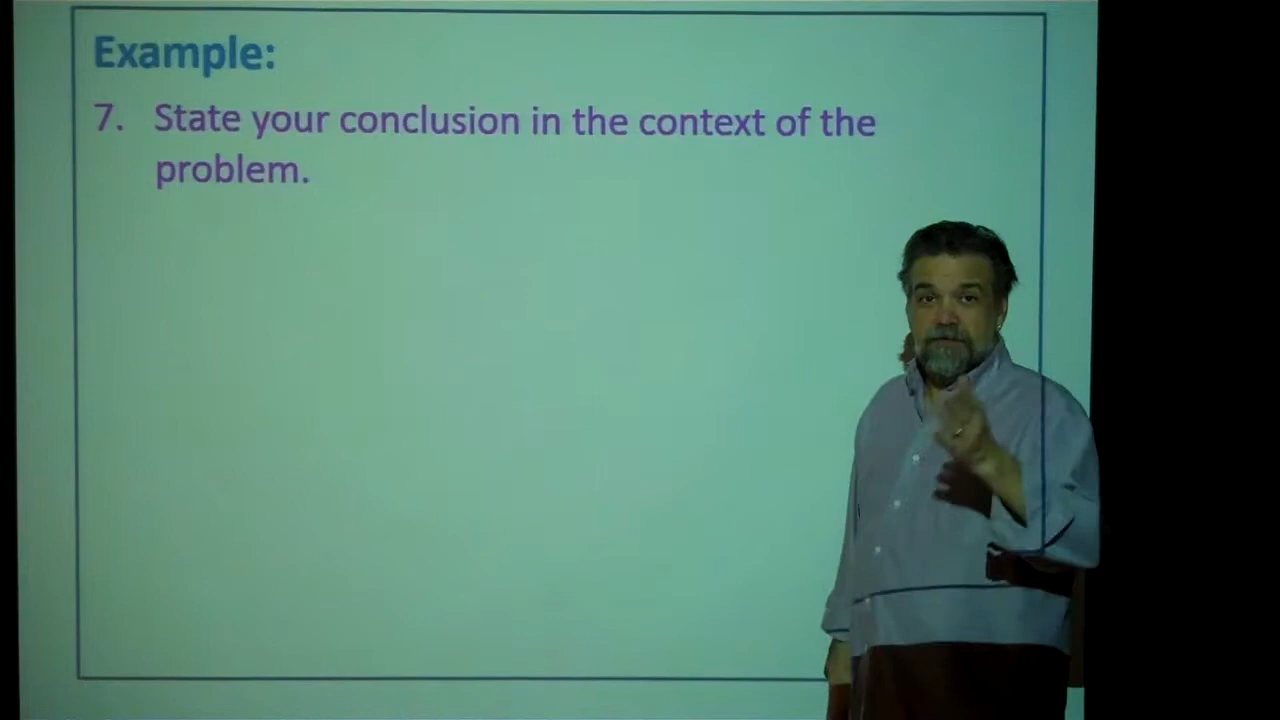 Example:
7. State your conclusion in the context of the
problem.